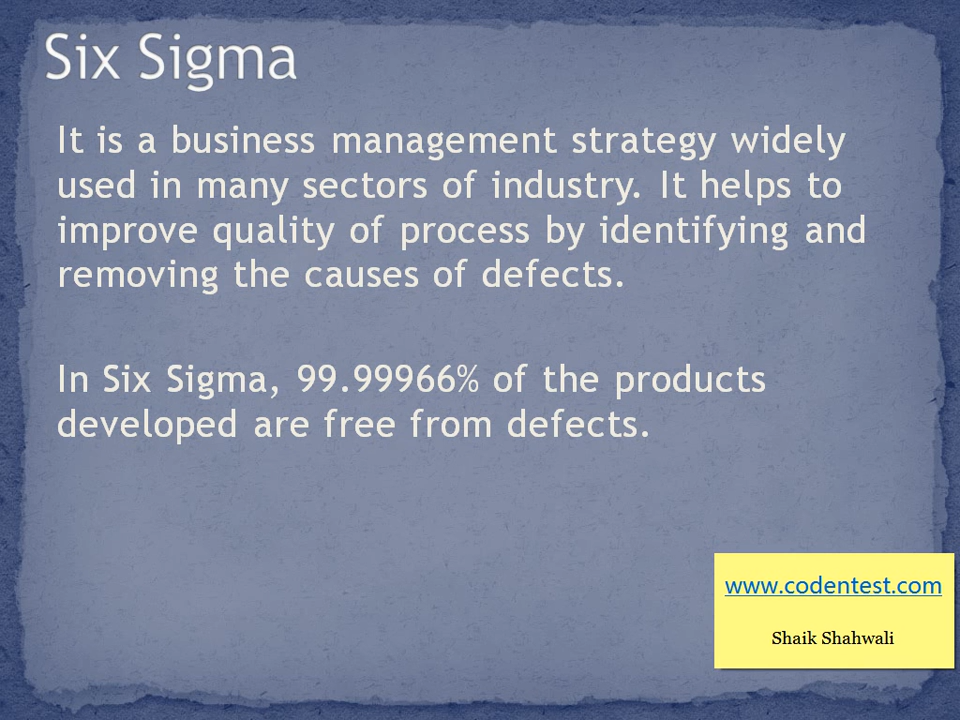 Six Sigma
It is a business management strategy widely
used in many sectors of industry. It helps to
improve quality of process by identifying and
removing the causes of defects.
In Six Sigma, 99.99966% of the products
developed are free from defects.
www.codentest.com
Shaik Shahwali